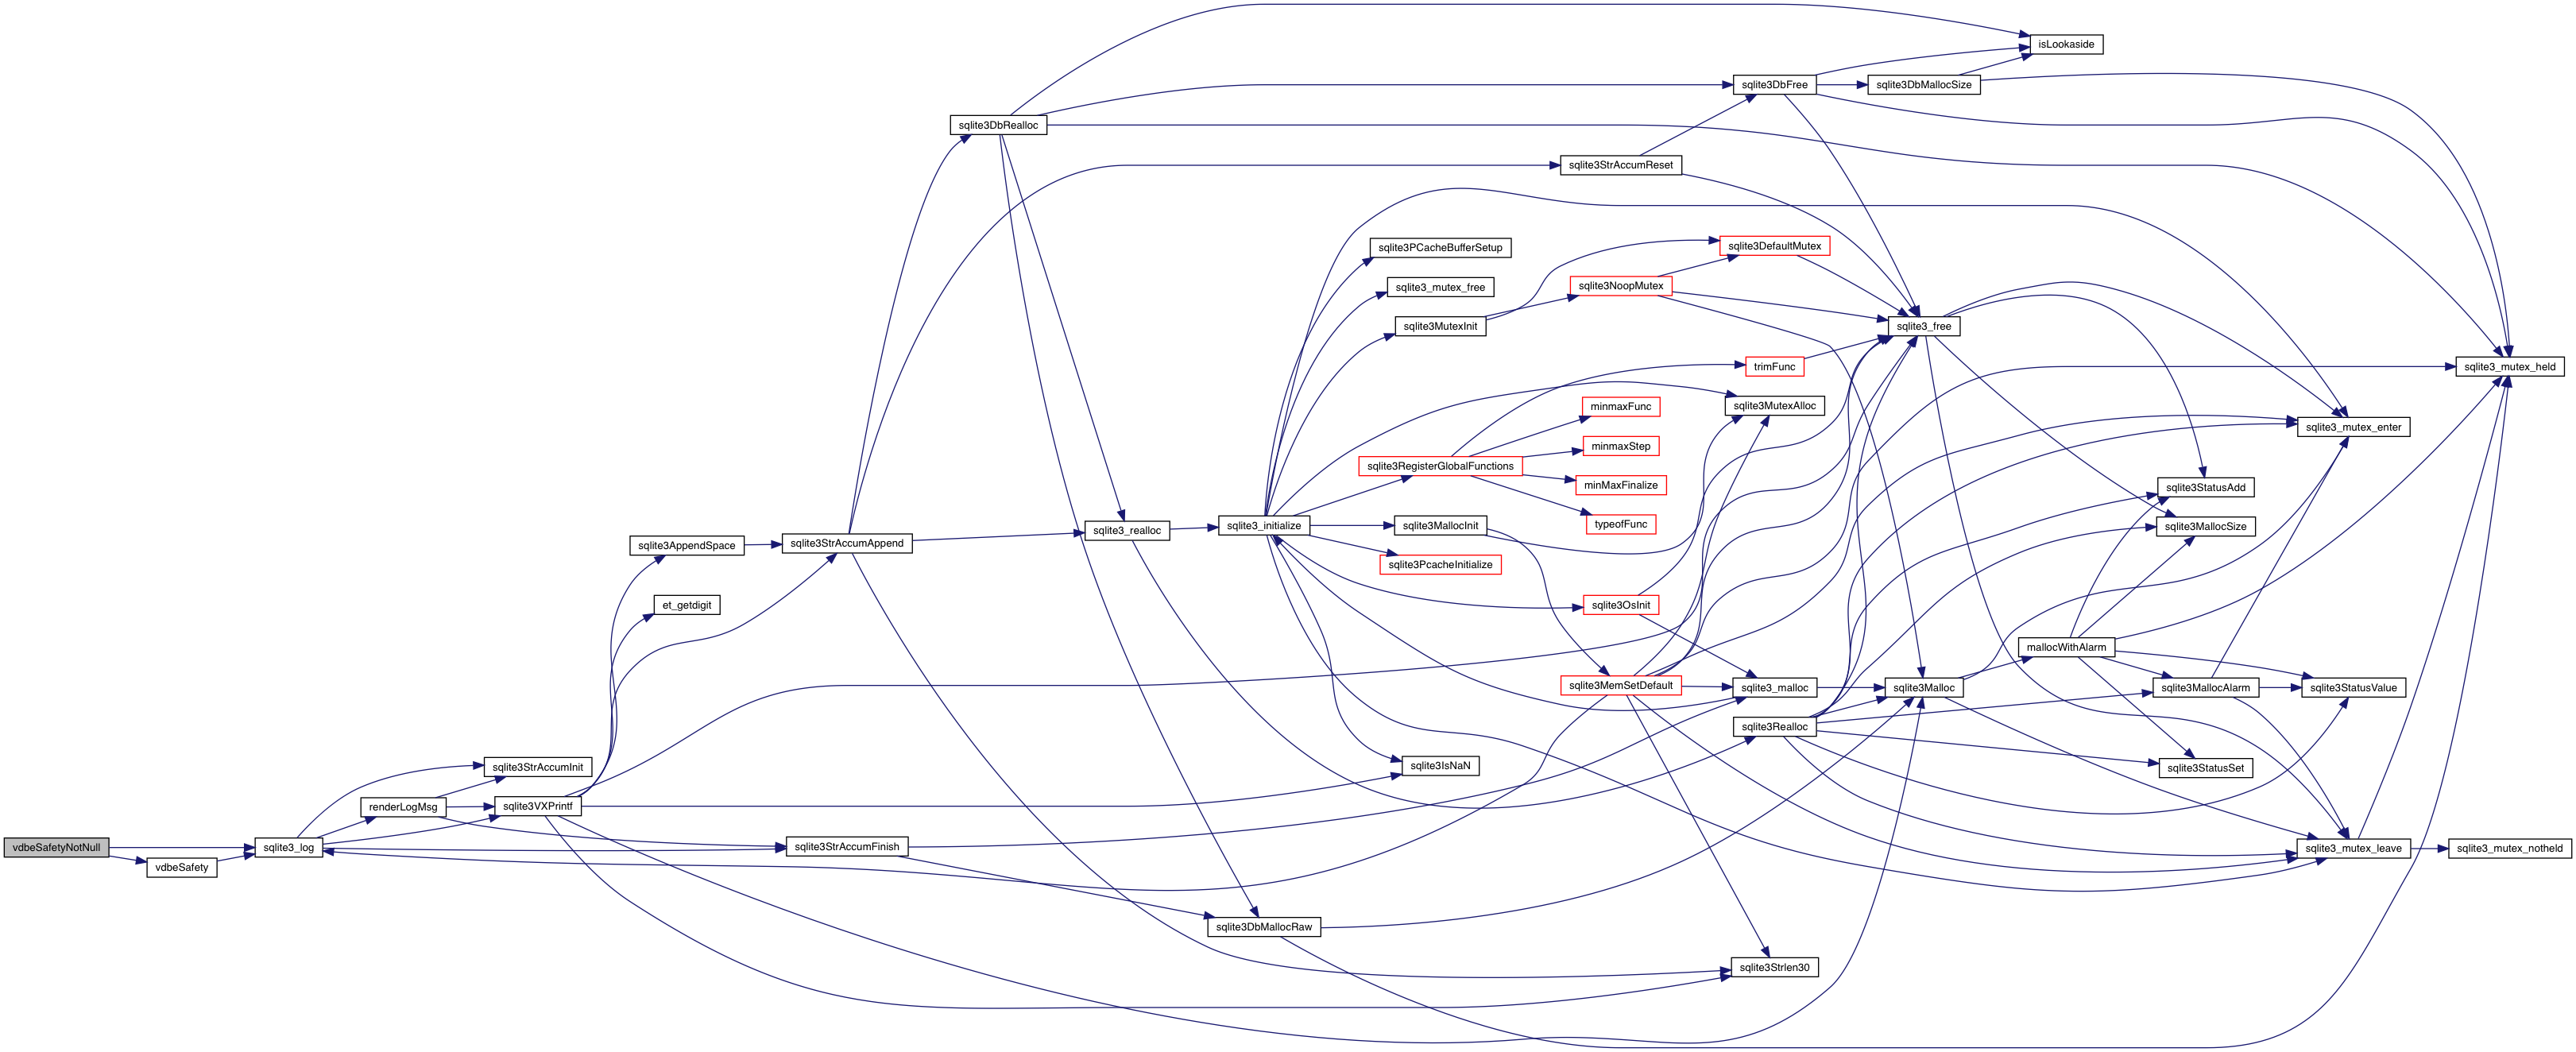 vdbeSafetyNotNull
vdbeSafety
sqlite3_log
renderLogMsg
sqlite3StrAccumInit
sqlite3VXPrintf
sqlite3AppendSpace
et_getdigit
sqlite3StrAccumAppend
sqlite3StrAccumFinish
sqlite3DbRealloc
sqlite3_realloc
sqlite3DbMallocRaw
sqlite3_initialize
sqlite3PCacheBufferSetup
sqlite3_mutex_free
sqlite3MutexInit
sqlite3RegisterGlobalFunctions
sqlite3MallocInit
sqlite3PcacheInitialize
sqlite3IsNaN
sqlite3StrAccumReset
sqlite3NoopMutex
minmaxFunc
minmaxStep
minMaxFinalize
typeofFunc
sqlite3OsInit
sqlite3MemSetDefault
sqlite3DbFree
sqlite3DefaultMutex
trimFunc
sqlite3MutexAlloc
sqlite3_malloc
sqlite3Realloc
sqlite3Strlen30
sqlite3DbMallocSize
sqlite3_free
sqlite3Malloc
isLookaside
mallocWithAlarm
sqlite3StatusAdd
sqlite3MallocSize
sqlite3MallocAlarm
sqlite3StatusSet
sqlite3_mutex_enter
sqlite3StatusValue
sqlite3_mutex_leave
sqlite3_mutex_held
sqlite3_mutex_notheld